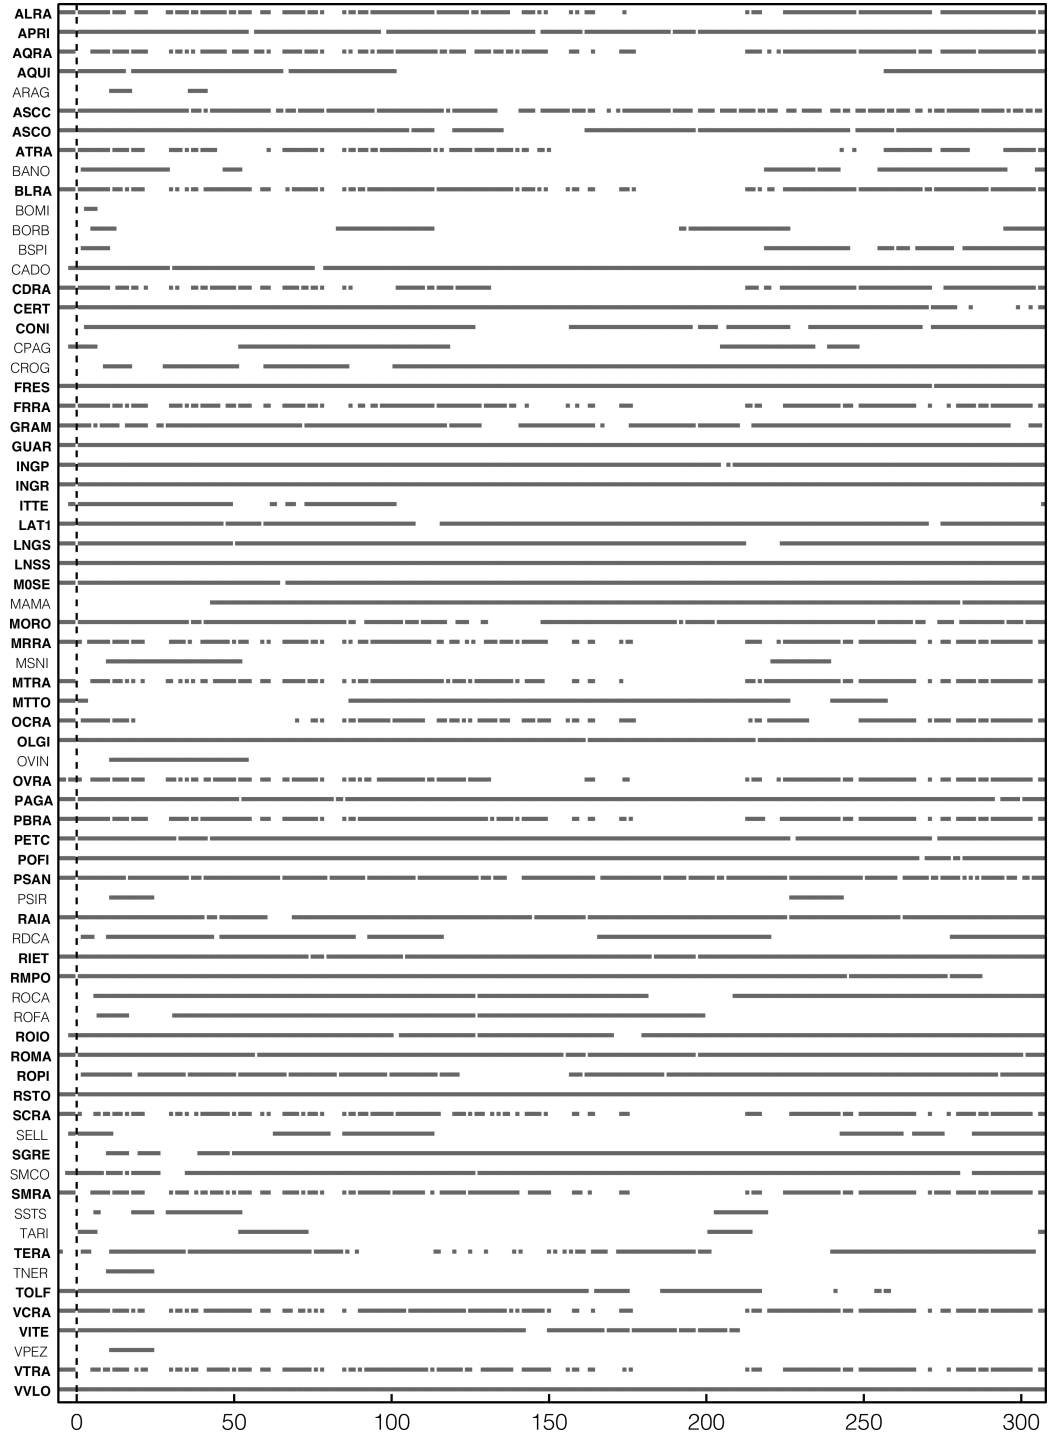 ALRA
APRI
AQRA
AQUI
ARAG
ASCC
ASCO
ATRA
BANO
BLRA
BOMI
BORB
BSPI
CADO
CDRA
CERT
CONI
CPAG
CROG
FRES
FRRA
GRAM
GUAR
INGP
INGR
ITTE
LAT1
LNGS
LNSS
M0SE
MAMA
MORO
MRRA
MSNI
MTRA
MTTO
OCRA
OLGI
OVIN
OVRA
PAGA
PBRA
PETC
POFI
PSAN
PSIR
RAIA
RDCA
RIET
RMPO
ROCA
ROFA
ROIO
ROMA
ROPI
RSTO
SCRA
SELL
SGRE
SMCO
SMRA
SSTS
TARI
TERA
TNER
TOLF
VCRA
VITE
VPEZ
VTRA
VVLO
0 50 100 150 200 250 300